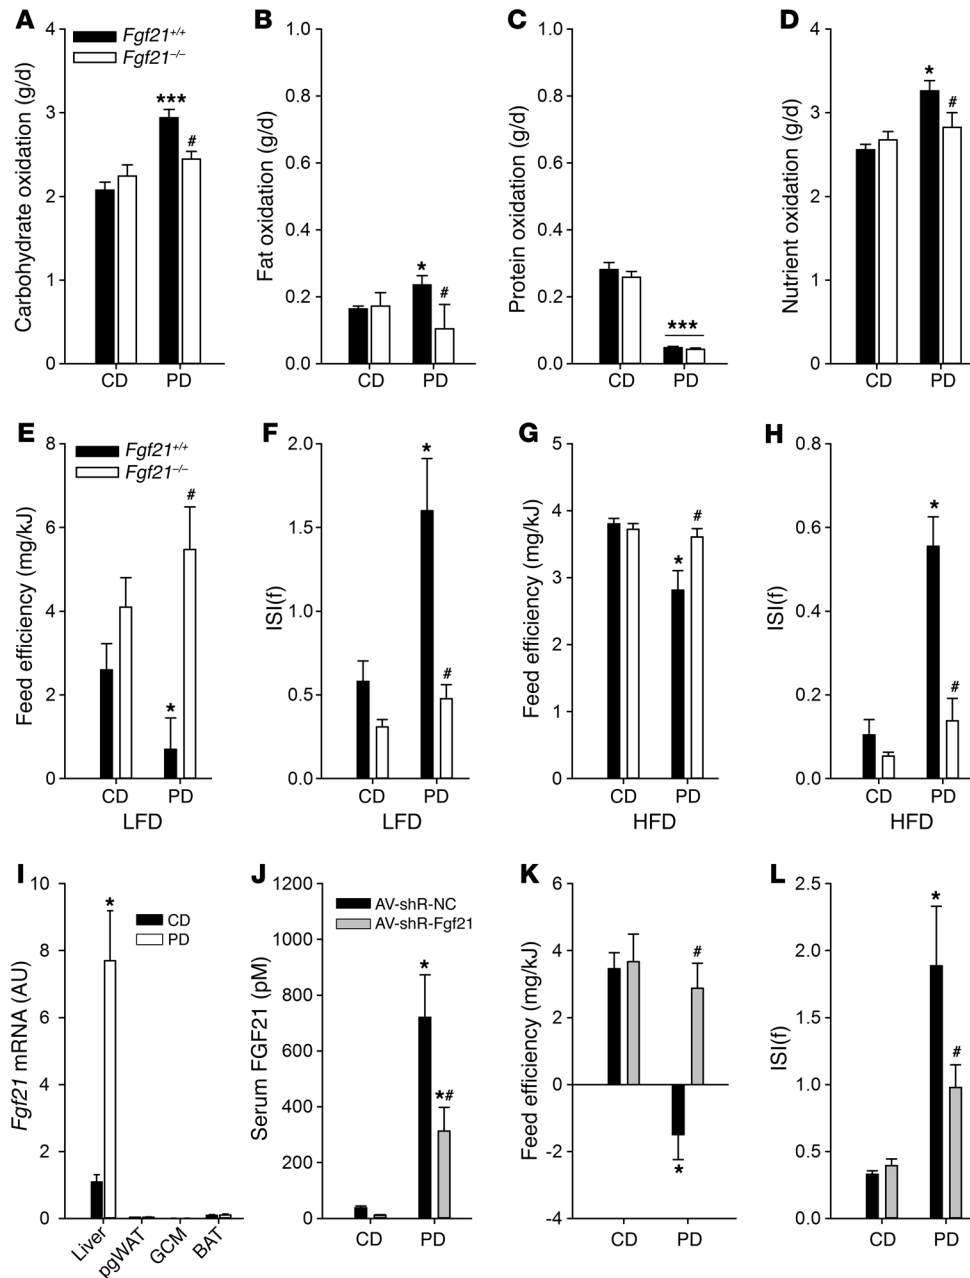 A
Carbohydrate oxidation (g/d)
4
3
2
1
0
Fgf21+/+
Fgf21−/−
***
#
CD
PD
B
Fat oxidation (g/d)
1.0
0.8
0.6
0.4
0.2
0.0
*
#
CD
PD
C
Protein oxidation (g/d)
1.0
0.8
0.6
0.4
0.2
0.0
***
CD
PD
D
Nutrient oxidation (g/d)
4
3
2
1
0
*
#
CD
PD
E
Feed efficiency (mg/kJ)
8
6
4
2
0
Fgf21+/+
Fgf21−/−
*
#
CD
PD
LFD
F
ISI(f)
2.0
1.5
1.0
0.5
0.0
*
#
CD
PD
LFD
G
Feed efficiency (mg/kJ)
5
4
3
2
1
0
*
#
CD
PD
HFD
H
ISI(f)
0.8
0.6
0.4
0.2
0.0
*
#
CD
PD
HFD
I
Fgf21 mRNA (AU)
10
8
6
4
2
0
*
CD
PD
Liver
pgWAT
GCM
BAT
J
Serum FGF21 (pM)
1200
1000
800
600
400
200
0
AV-shR-NC
AV-shR-Fgf21
*
*#
CD
PD
K
Feed efficiency (mg/kJ)
6
4
2
0
-2
-4
#
*
CD
PD
L
ISI(f)
2.5
2.0
1.5
1.0
0.5
0.0
*
#
CD
PD